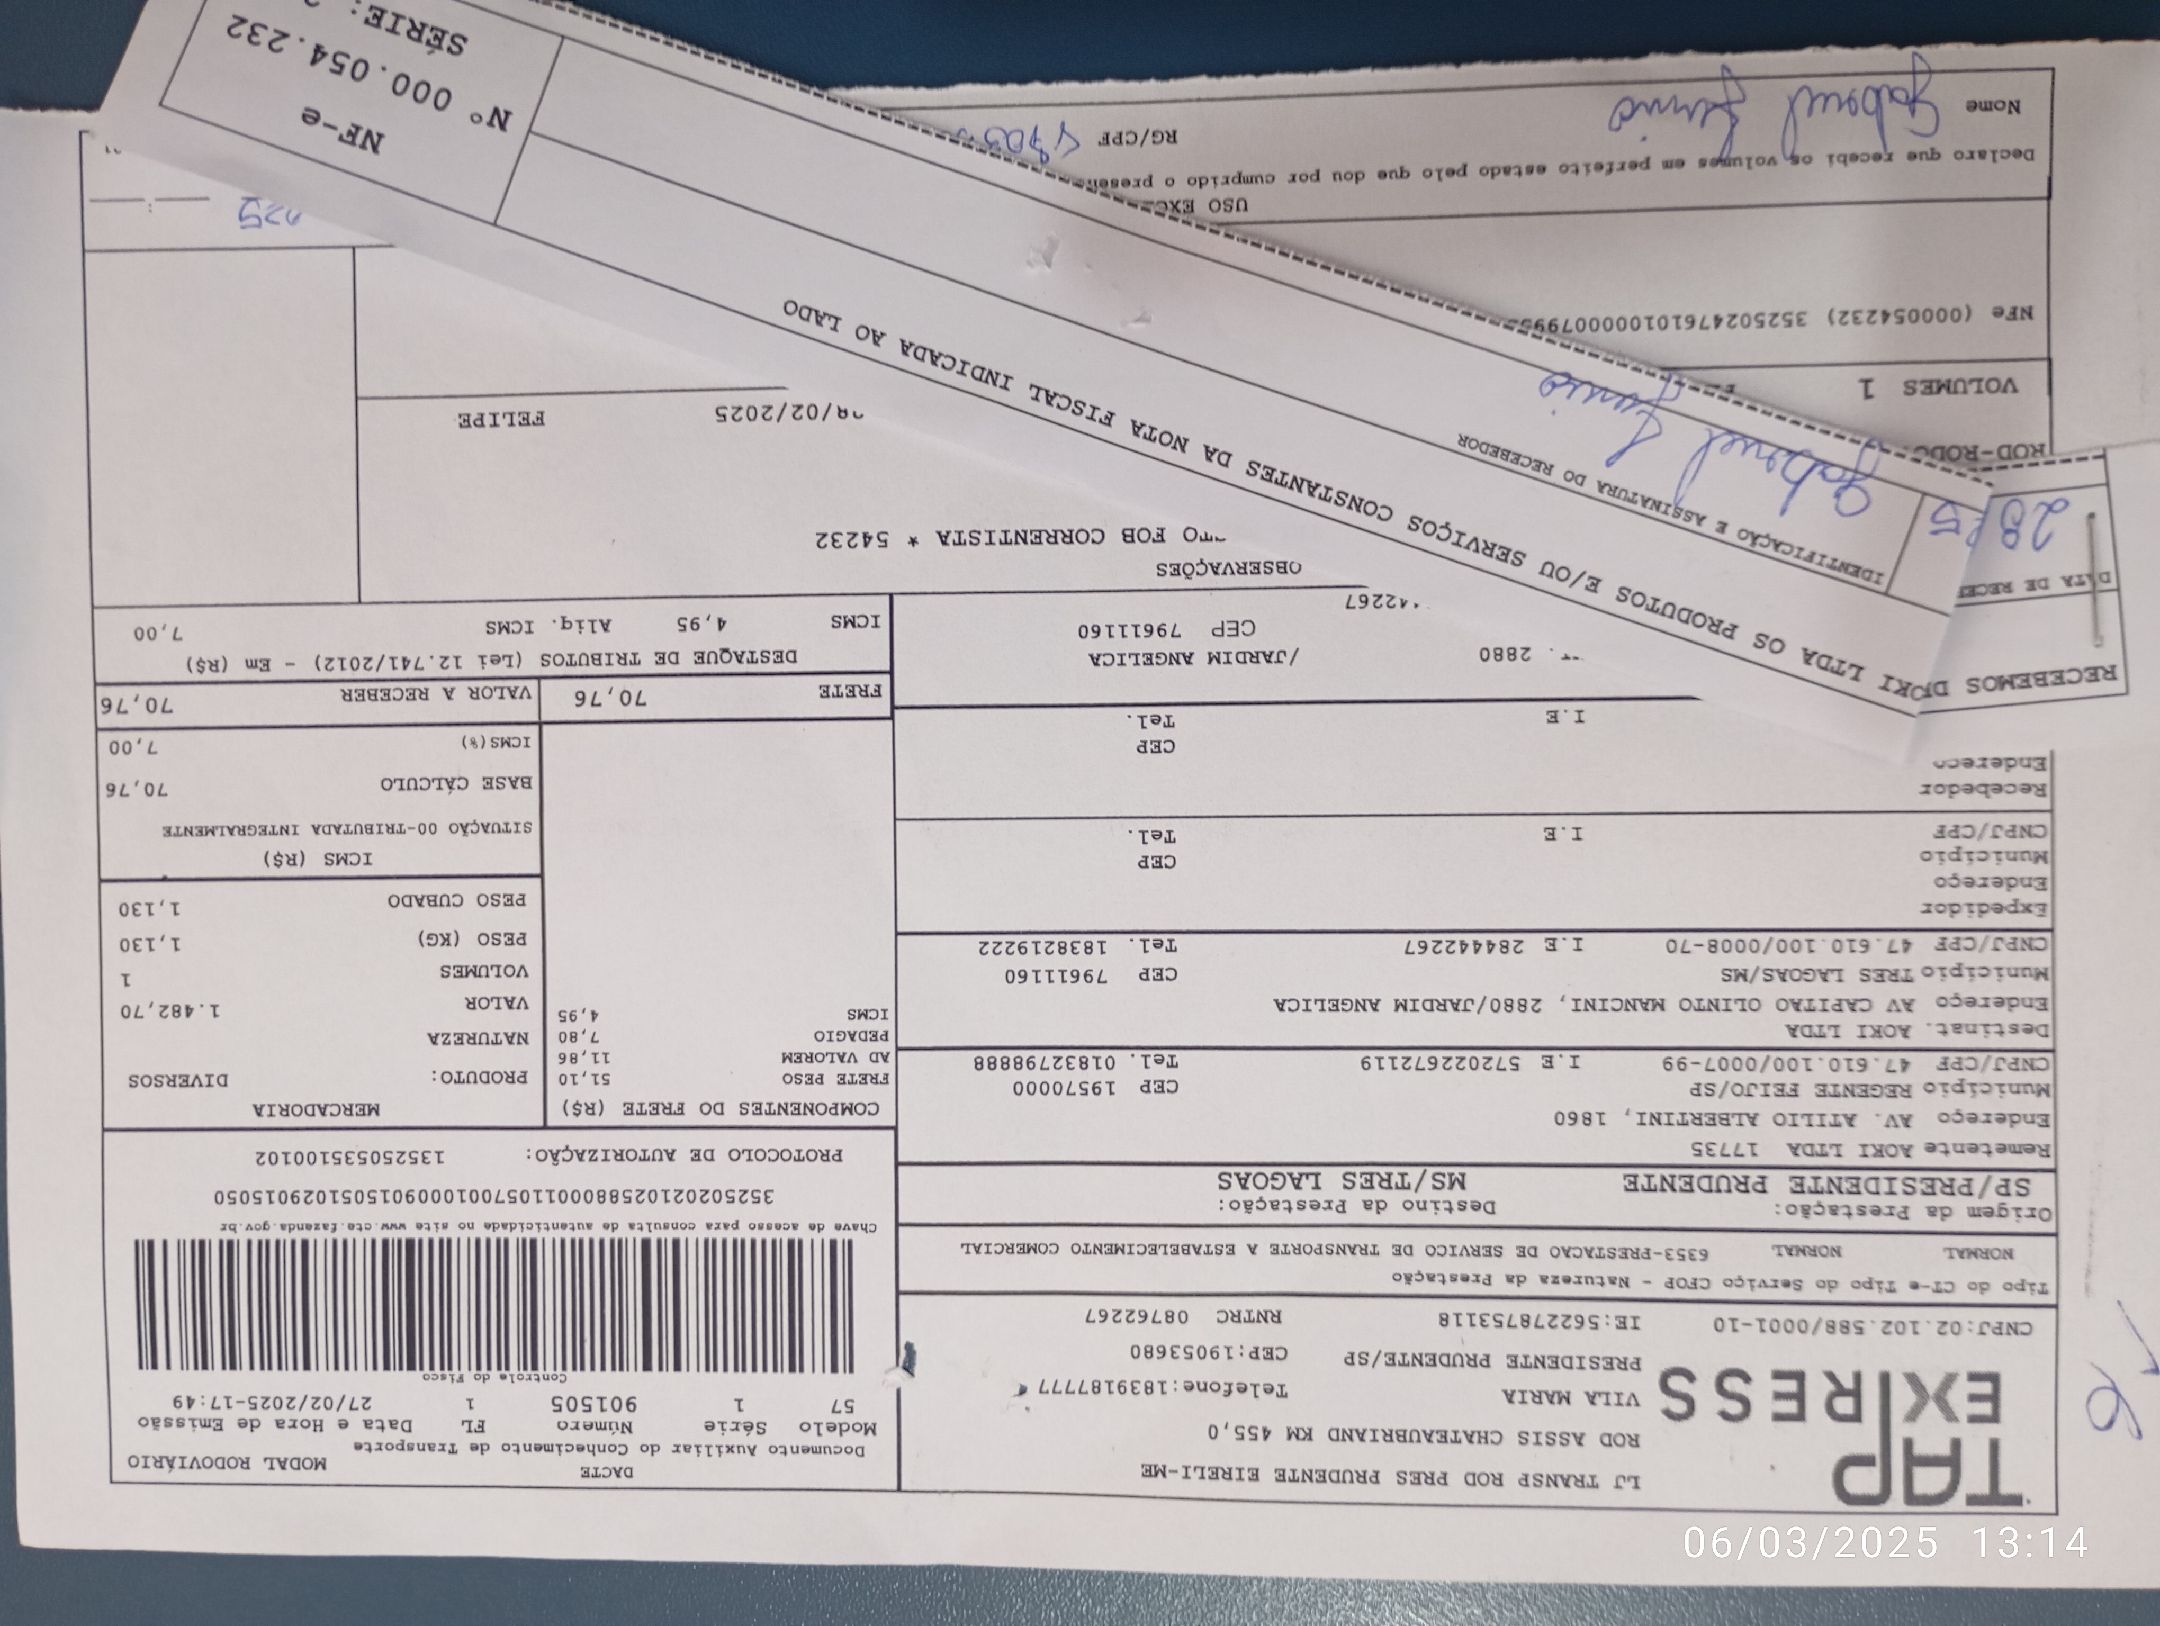 TAP
EXPRESS
LJ TRANSP ROD PRES PRUDENTE EIRELI-ME
ROD ASSIS CHATEAUBRIAND KM 455,0
VILA MARIA Telefone:1839187777
PRESIDENTE PRUDENTE/SP CEP:19053680
CNPJ:02.102.588/0001-10 IE:562278753118 RNTRC 08762267
DACTE MODAL RODOVIÁRIO
Documento Auxiliar do Conhecimento de Transporte
Modelo Série Número FL Data e Hora de Emissão
57 1 901505 1 27/02/2025-17:49
Controle do Fisco
Chave de acesso para consulta de autenticidade no site www.cte.fazenda.gov.br
35250202102588000110570010009015051029015050
PROTOCOLO DE AUTORIZAÇÃO: 135250535100102
Tipo do CT-e Tipo do Serviço CFOP - Natureza da Prestação
NORMAL NORMAL 6353-PRESTACAO DE SERVICO DE TRANSPORTE A ESTABELECIMENTO COMERCIAL
Origem da Prestação: Destino da Prestação:
SP/PRESIDENTE PRUDENTE MS/TRES LAGOAS
Remetente AOKI LTDA 17735
Endereço AV. ATILIO ALBERTINI, 1860
Município REGENTE FEIJO/SP CEP 19570000
CNPJ/CPF 47.610.100/0007-99 I.E 572022672119 Tel. 01832798888
Destinat. AOKI LTDA
Endereço AV CAPITAO OLINTO MANCINI, 2880/JARDIM ANGELICA
Município TRES LAGOAS/MS CEP 79611160
CNPJ/CPF 47.610.100/0008-70 I.E 284442267 Tel. 1838219222
Expedidor
Endereço
Município CEP
CNPJ/CPF I.E Tel.
Recebedor
Endereço
CEP
I.E Tel.
2880 /JARDIM ANGELICA
CEP 79611160
42267
COMPONENTES DO FRETE (R$)
FRETE PESO 51,10
AD VALOREM 11,86
PEDAGIO 7,80
ICMS 4,95
MERCADORIA
PRODUTO: DIVERSOS
NATUREZA
VALOR 1.482,70
VOLUMES 1
PESO (KG) 1,130
PESO CUBADO 1,130
ICMS (R$)
SITUAÇÃO 00-TRIBUTADA INTEGRALMENTE
BASE CÁLCULO 70,76
ICMS(%) 7,00
FRETE 70,76 VALOR A RECEBER 70,76
DESTAQUE DE TRIBUTOS (Lei 12.741/2012) - Em (R$)
ICMS 4,95 Aliq. ICMS 7,00
OBSERVAÇÕES
FOB CORRENTISTA * 54232
/02/2025 FELIPE
RECEBEMOS D
OKI LTDA OS PRODUTOS E/OU SERVIÇOS CONSTANTES DA NOTA FISCAL INDICADA AO LADO
DATA DE RECE
28/ 5
IDENTIFICAÇÃO E ASSINATURA DO RECEBEDOR
Gabriel
NF-e
Nº 000.054.232
SÉRIE:
VOLUMES 1
NFe (000054232) 35250247610100000799
USO EXC
Declaro que recebi os volumes em perfeito estado pelo que dou por cumprido o presen
Nome Gabriel RG/CPF
06/03/2025 13:14